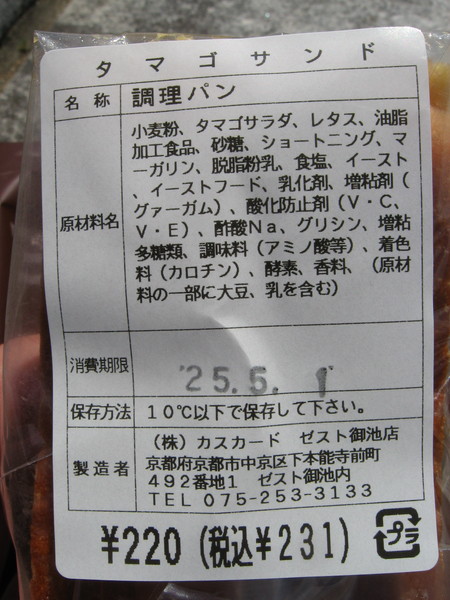 タマゴサンド
名称 調理パン
原材料名
小麦粉、タマゴサラダ、レタス、油脂
加工食品、砂糖、ショートニング、マ
ーガリン、脱脂粉乳、食塩、イースト
、イーストフード、乳化剤、増粘剤（
グァーガム）、酸化防止剤（V・C、
V・E）、酢酸Na、グリシン、増粘
多糖類、調味料（アミノ酸等）、着色
料（カロチン）、酵素、香料、（原材
料の一部に大豆、乳を含む）
消費期限 '25.5.1
保存方法 10℃以下で保存して下さい。
製造者
（株）カスカード ゼスト御池店
京都府京都市中京区下本能寺前町
492番地1 ゼスト御池内
TEL 075-253-3133
¥220 (税込¥231) プラ